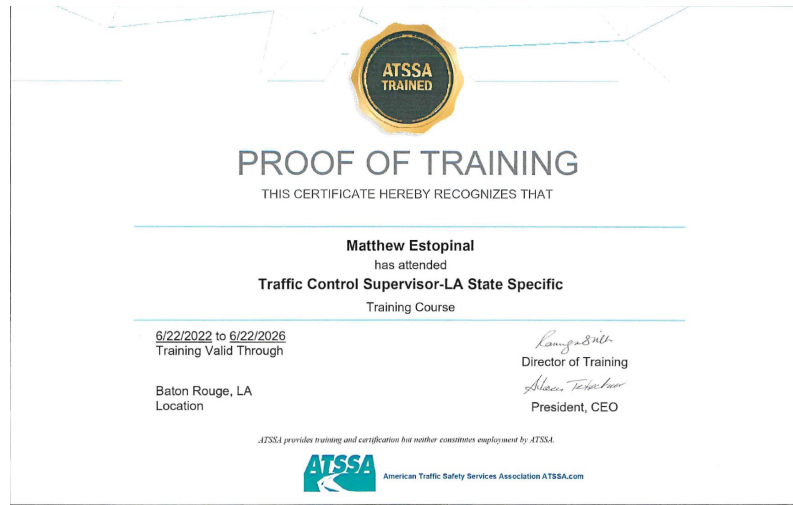 ATSSA
TRAINED
PROOF OF TRAINING
THIS CERTIFICATE HEREBY RECOGNIZES THAT
Matthew Estopinal
has attended
Traffic Control Supervisor-LA State Specific
Training Course
6/22/2022 to 6/22/2026
Training Valid Through
Director of Training
Baton Rouge, LA
Location
President, CEO
ATSSA provides training and certification but neither constitutes employment by ATSSA.
ATSSA
American Traffic Safety Services Association ATSSA.com